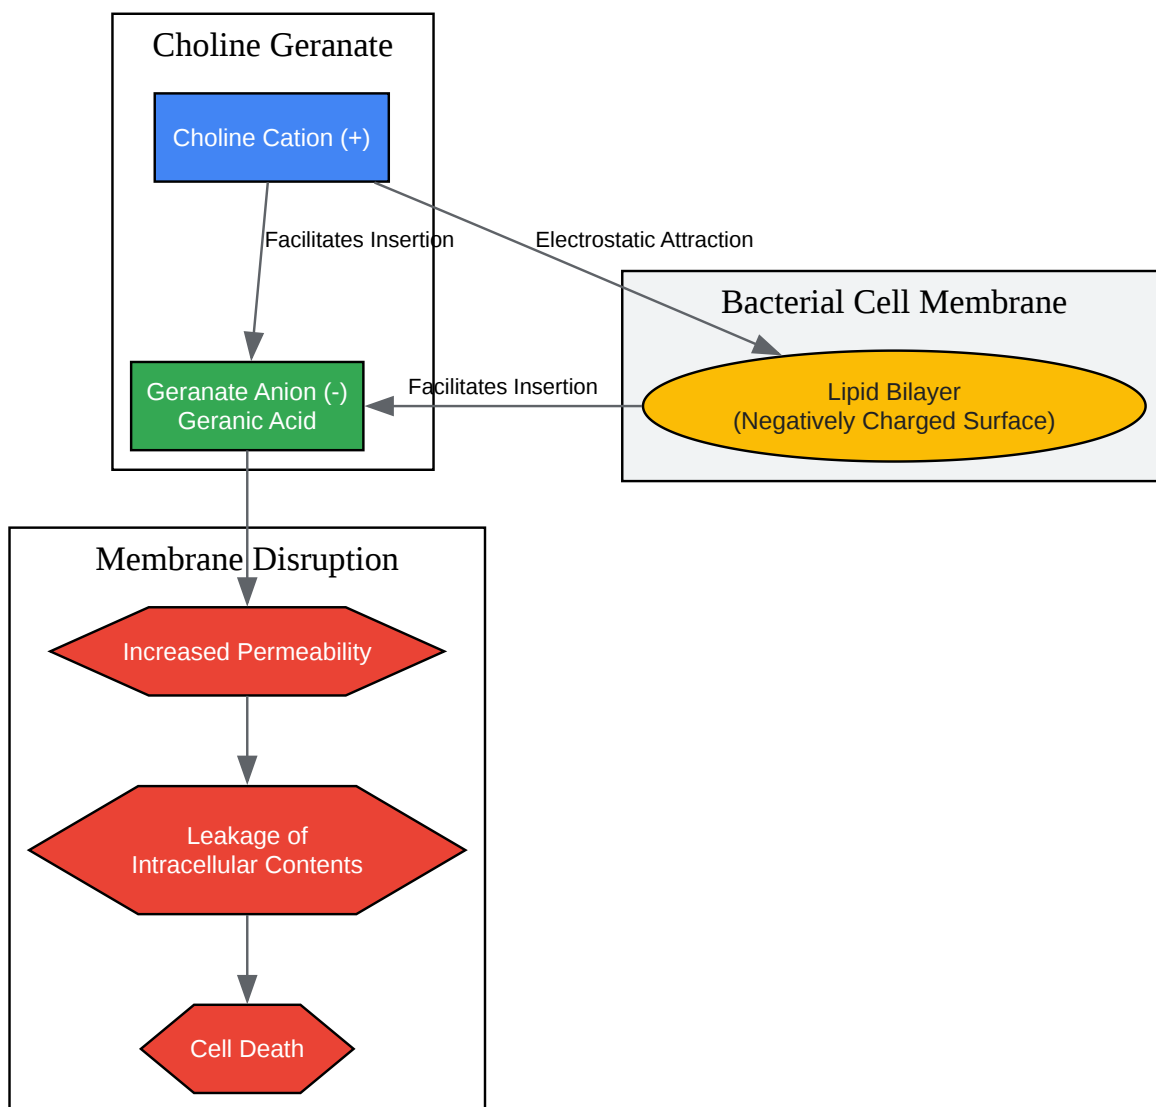 Choline Geranate
Choline Cation (+)
Facilitates Insertion
Electrostatic Attraction
Bacterial Cell Membrane
Geranate Anion (-)
Geranic Acid
Facilitates Insertion
Lipid Bilayer
(Negatively Charged Surface)
Membrane Disruption
Increased Permeability
Leakage of
Intracellular Contents
Cell Death